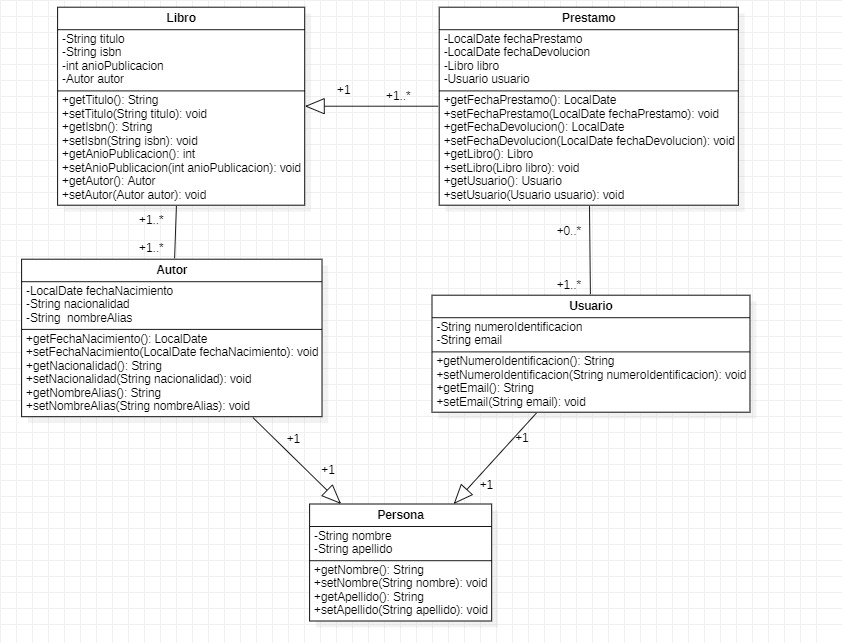 Libro
-String titulo
-String isbn
-int anioPublicacion
-Autor autor
+getTitulo(): String
+setTitulo(String titulo): void
+getIsbn(): String
+setIsbn(String isbn): void
+getAnioPublicacion(): int
+setAnioPublicacion(int anioPublicacion): void
+getAutor(): Autor
+setAutor(Autor autor): void
+1
+1..*
Prestamo
-LocalDate fechaPrestamo
-LocalDate fechaDevolucion
-Libro libro
-Usuario usuario
+getFechaPrestamo(): LocalDate
+setFechaPrestamo(LocalDate fechaPrestamo): void
+getFechaDevolucion(): LocalDate
+setFechaDevolucion(LocalDate fechaDevolucion): void
+getLibro(): Libro
+setLibro(Libro libro): void
+getUsuario(): Usuario
+setUsuario(Usuario usuario): void
+1..*
+1..*
+0..*
+1..*
Autor
-LocalDate fechaNacimiento
-String nacionalidad
-String  nombreAlias
+getFechaNacimiento(): LocalDate
+setFechaNacimiento(LocalDate fechaNacimiento): void
+getNacionalidad(): String
+setNacionalidad(String nacionalidad): void
+getNombreAlias(): String
+setNombreAlias(String nombreAlias): void
Usuario
-String numeroIdentificacion
-String email
+getNumeroIdentificacion(): String
+setNumeroIdentificacion(String numeroIdentificacion): void
+getEmail(): String
+setEmail(String email): void
+1
+1
+1
+1
Persona
-String nombre
-String apellido
+getNombre(): String
+setNombre(String nombre): void
+getApellido(): String
+setApellido(String apellido): void